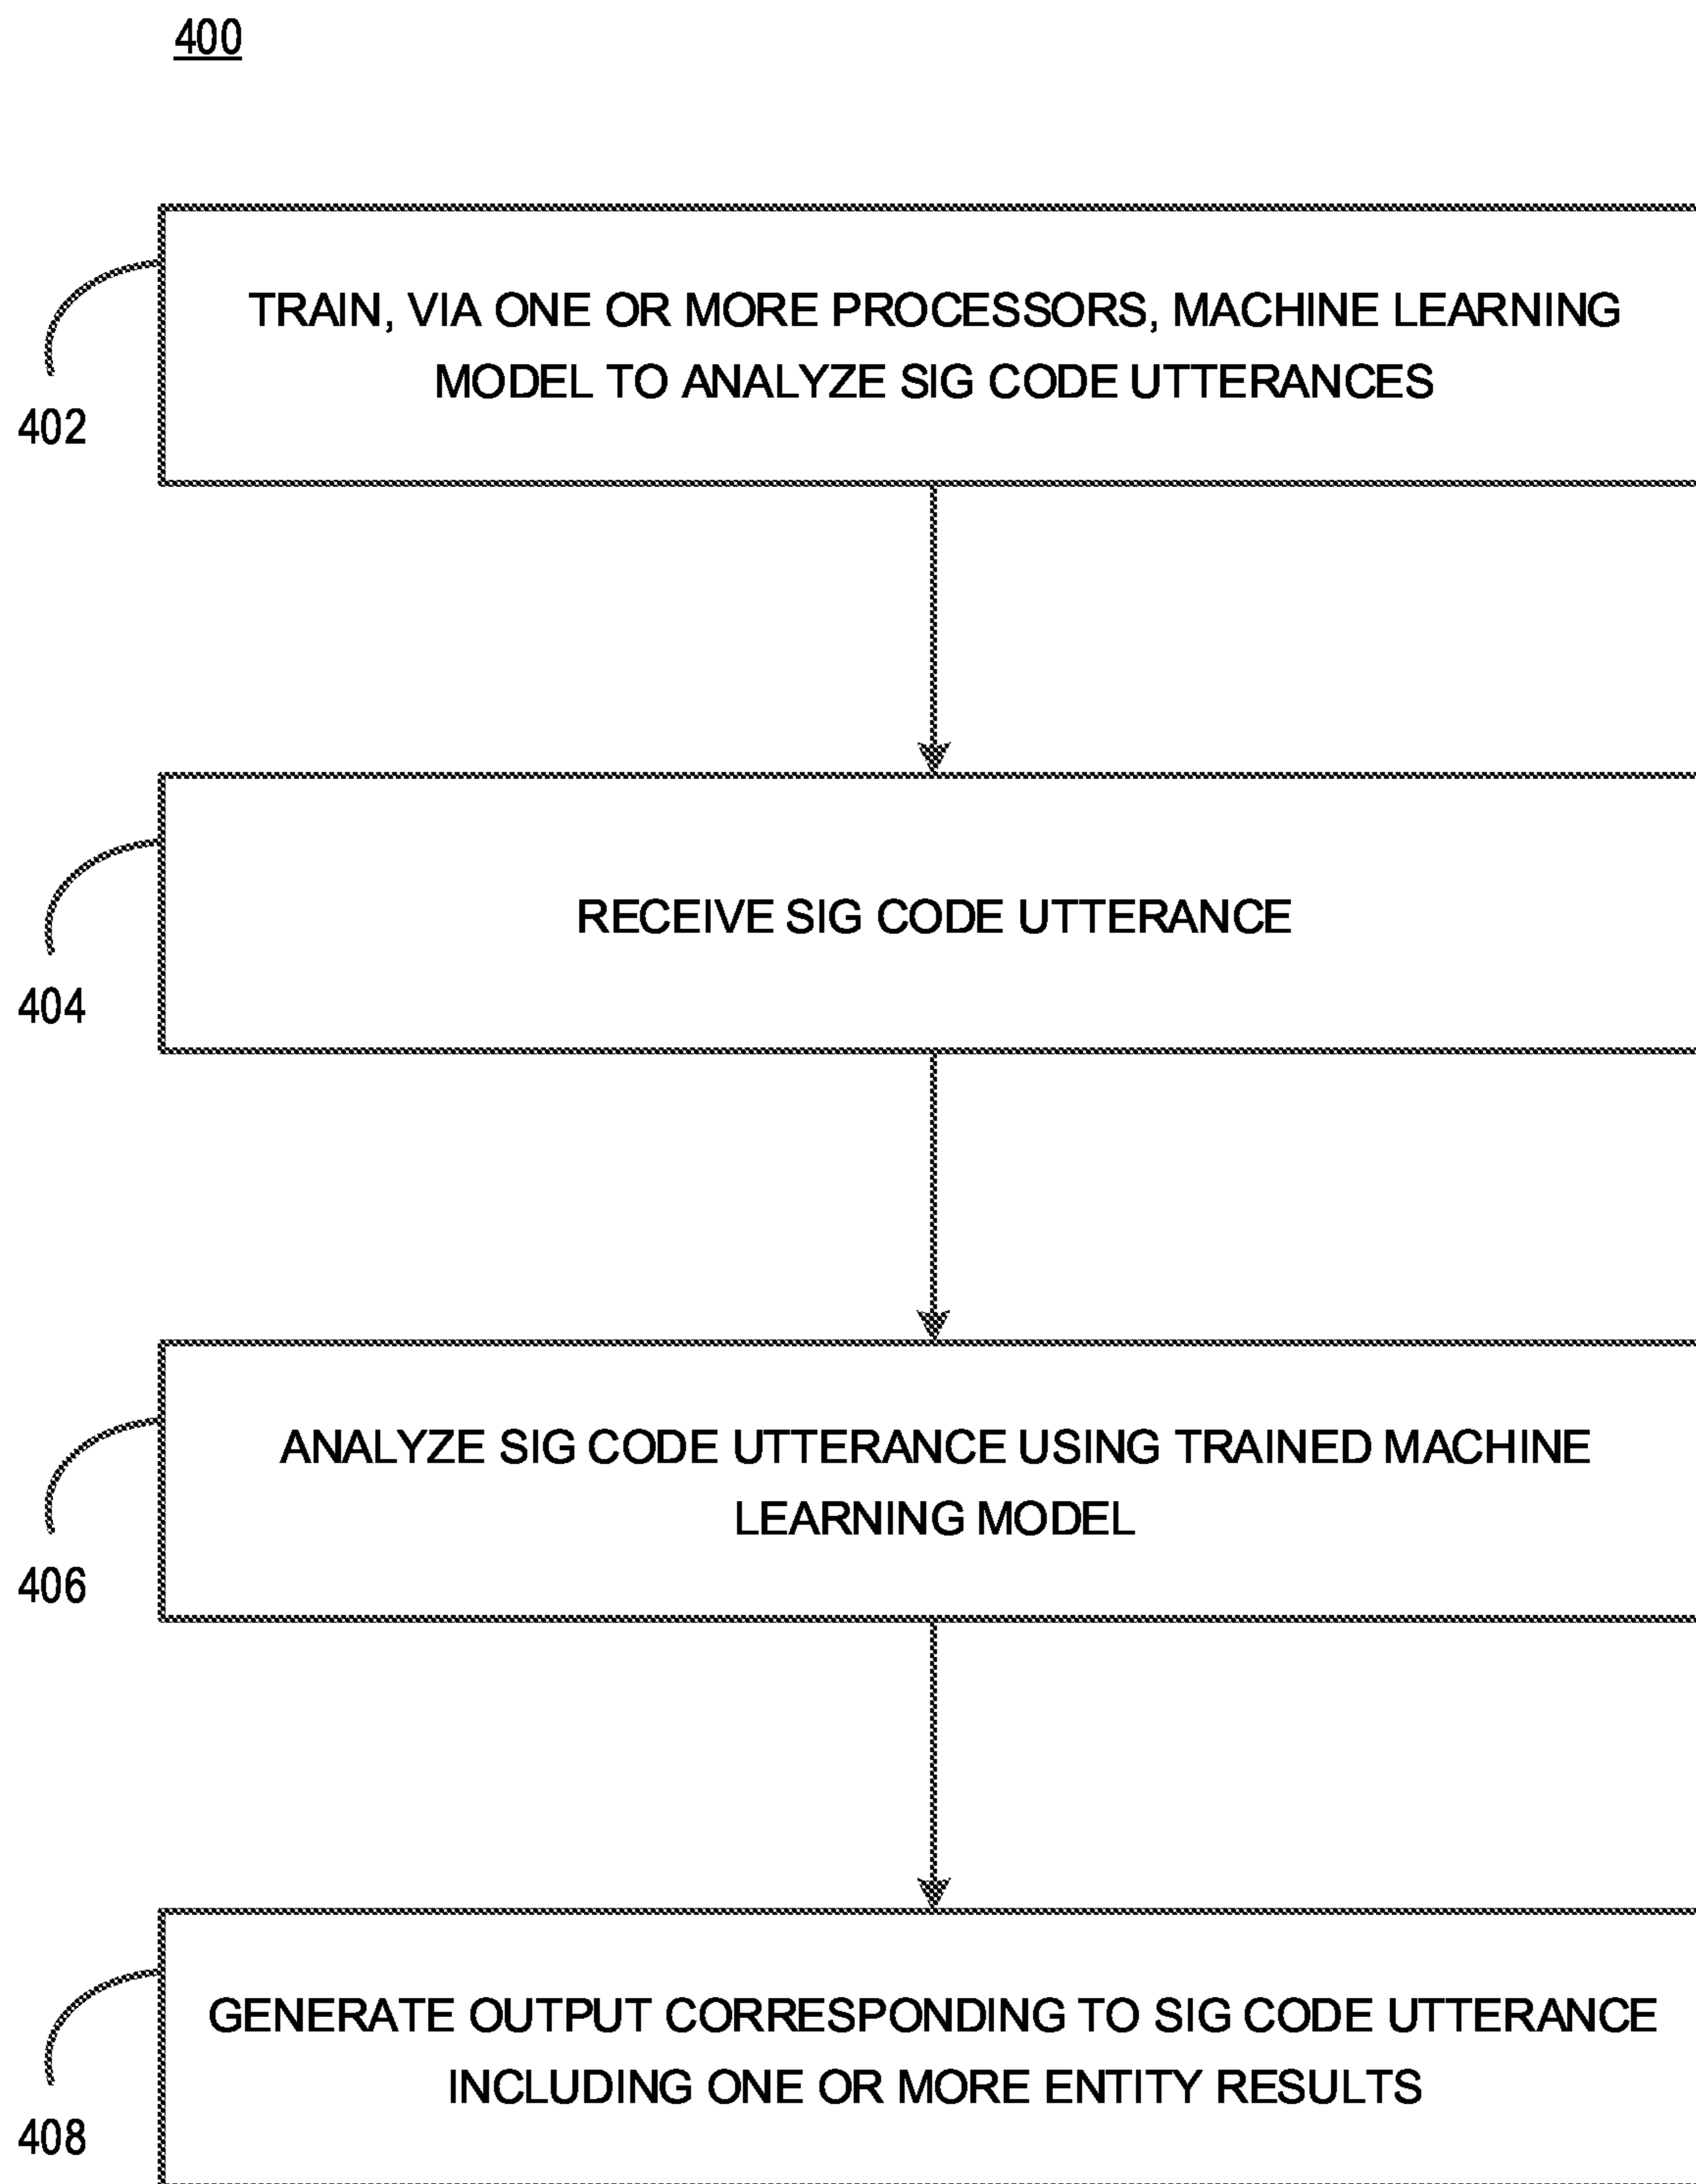 400
TRAIN, VIA ONE OR MORE PROCESSORS, MACHINE LEARNING
MODEL TO ANALYZE SIG CODE UTTERANCES
402
RECEIVE SIG CODE UTTERANCE
404
ANALYZE SIG CODE UTTERANCE USING TRAINED MACHINE
LEARNING MODEL
406
GENERATE OUTPUT CORRESPONDING TO SIG CODE UTTERANCE
INCLUDING ONE OR MORE ENTITY RESULTS
408